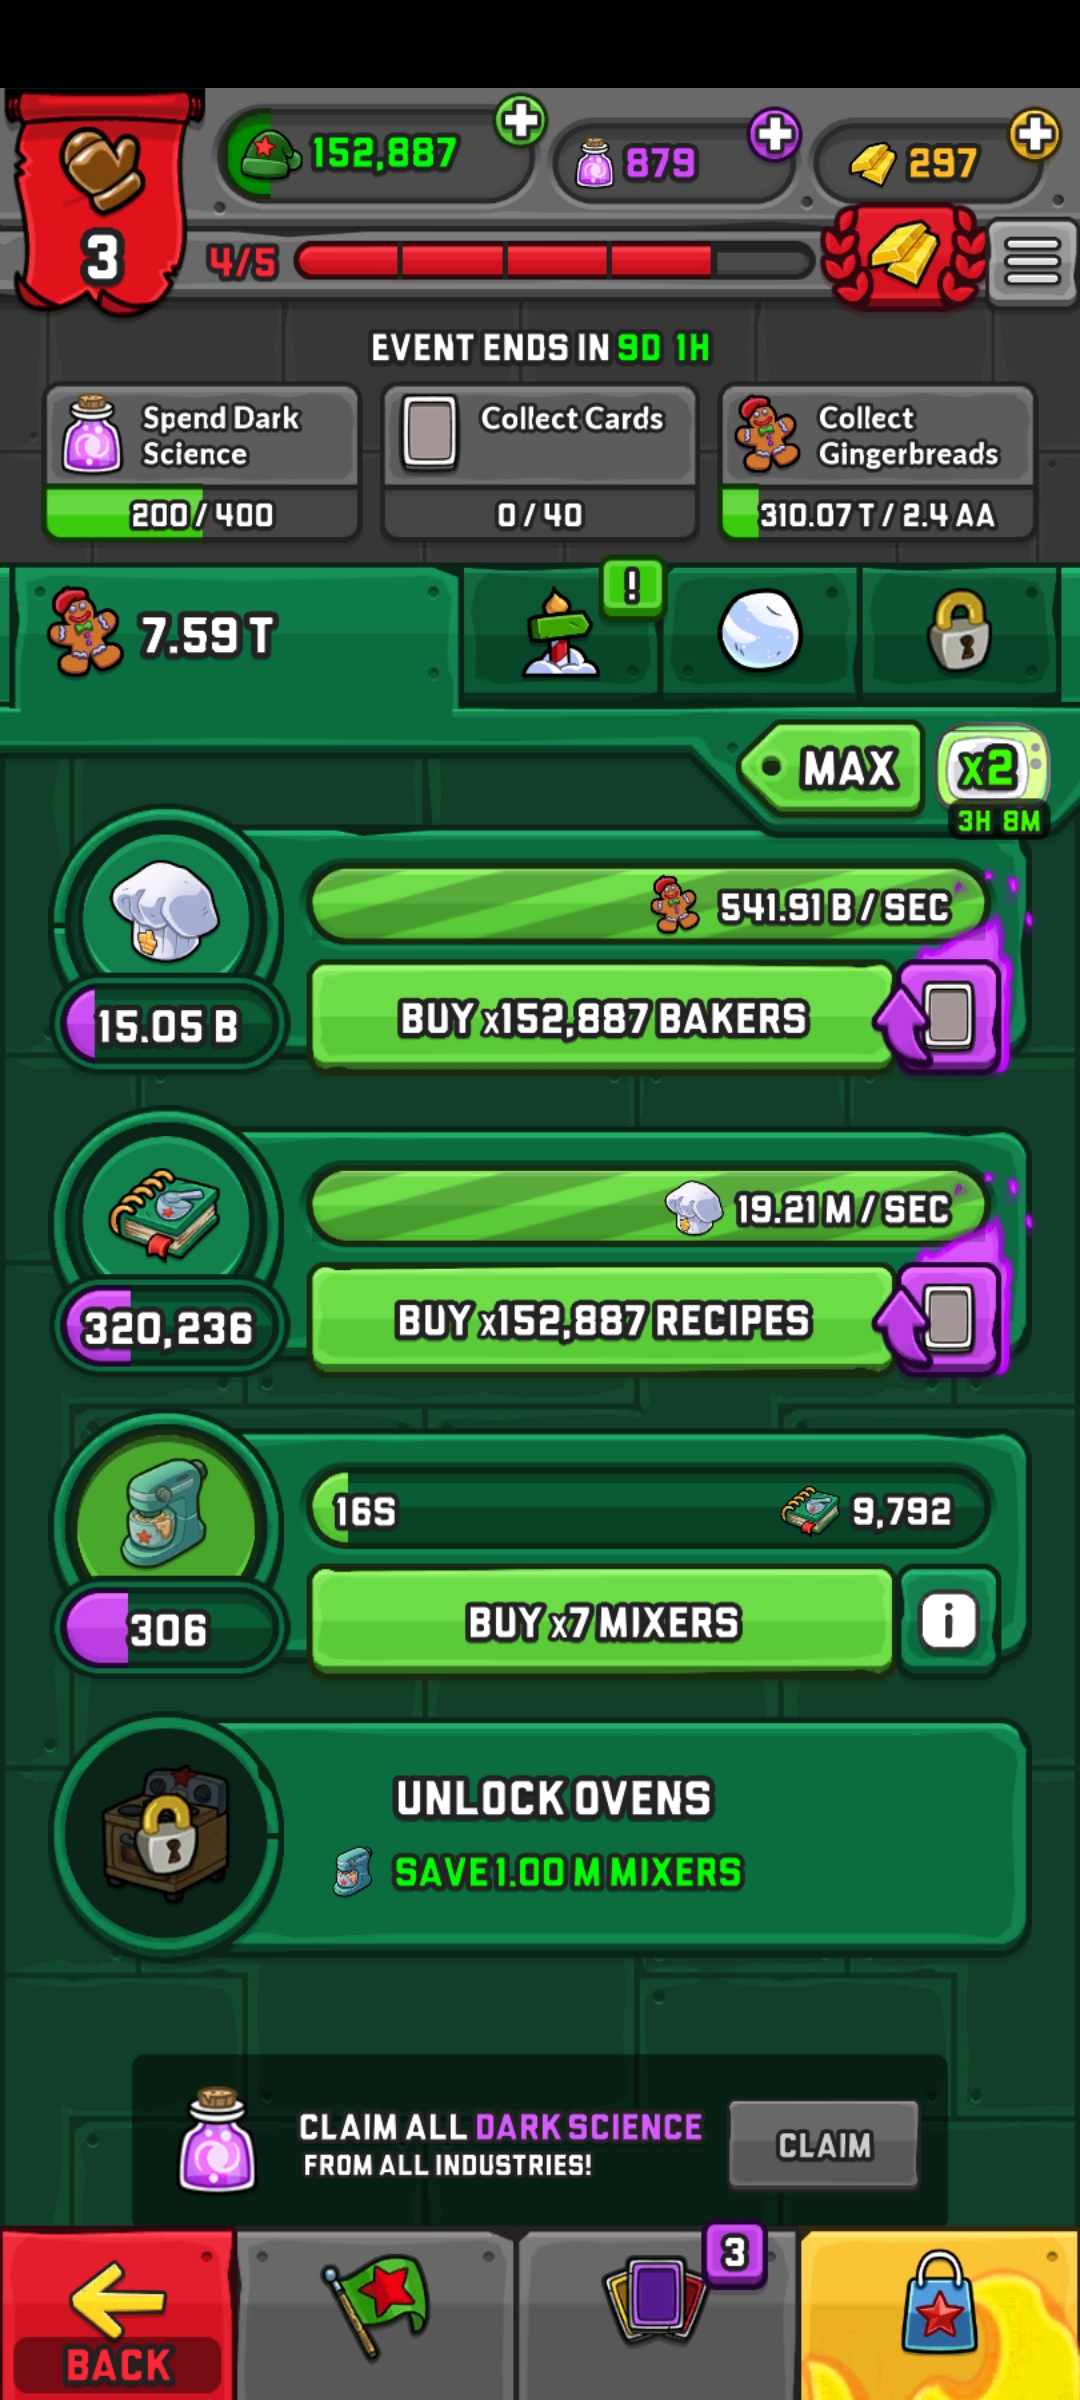 152,887
879
297
3
4/5
EVENT ENDS IN 9D 1H
Spend Dark
Science
200 / 400
Collect Cards
0 / 40
Collect
Gingerbreads
310.07 T / 2.4 AA
7.59 T
!
MAX
x2
3H 8M
541.91 B / SEC
15.05 B
BUY x152,887 BAKERS
19.21 M / SEC
320,236
BUY x152,887 RECIPES
16S
9,792
306
BUY x7 MIXERS
i
UNLOCK OVENS
SAVE 1.00 M MIXERS
CLAIM ALL DARK SCIENCE
FROM ALL INDUSTRIES!
CLAIM
3
BACK